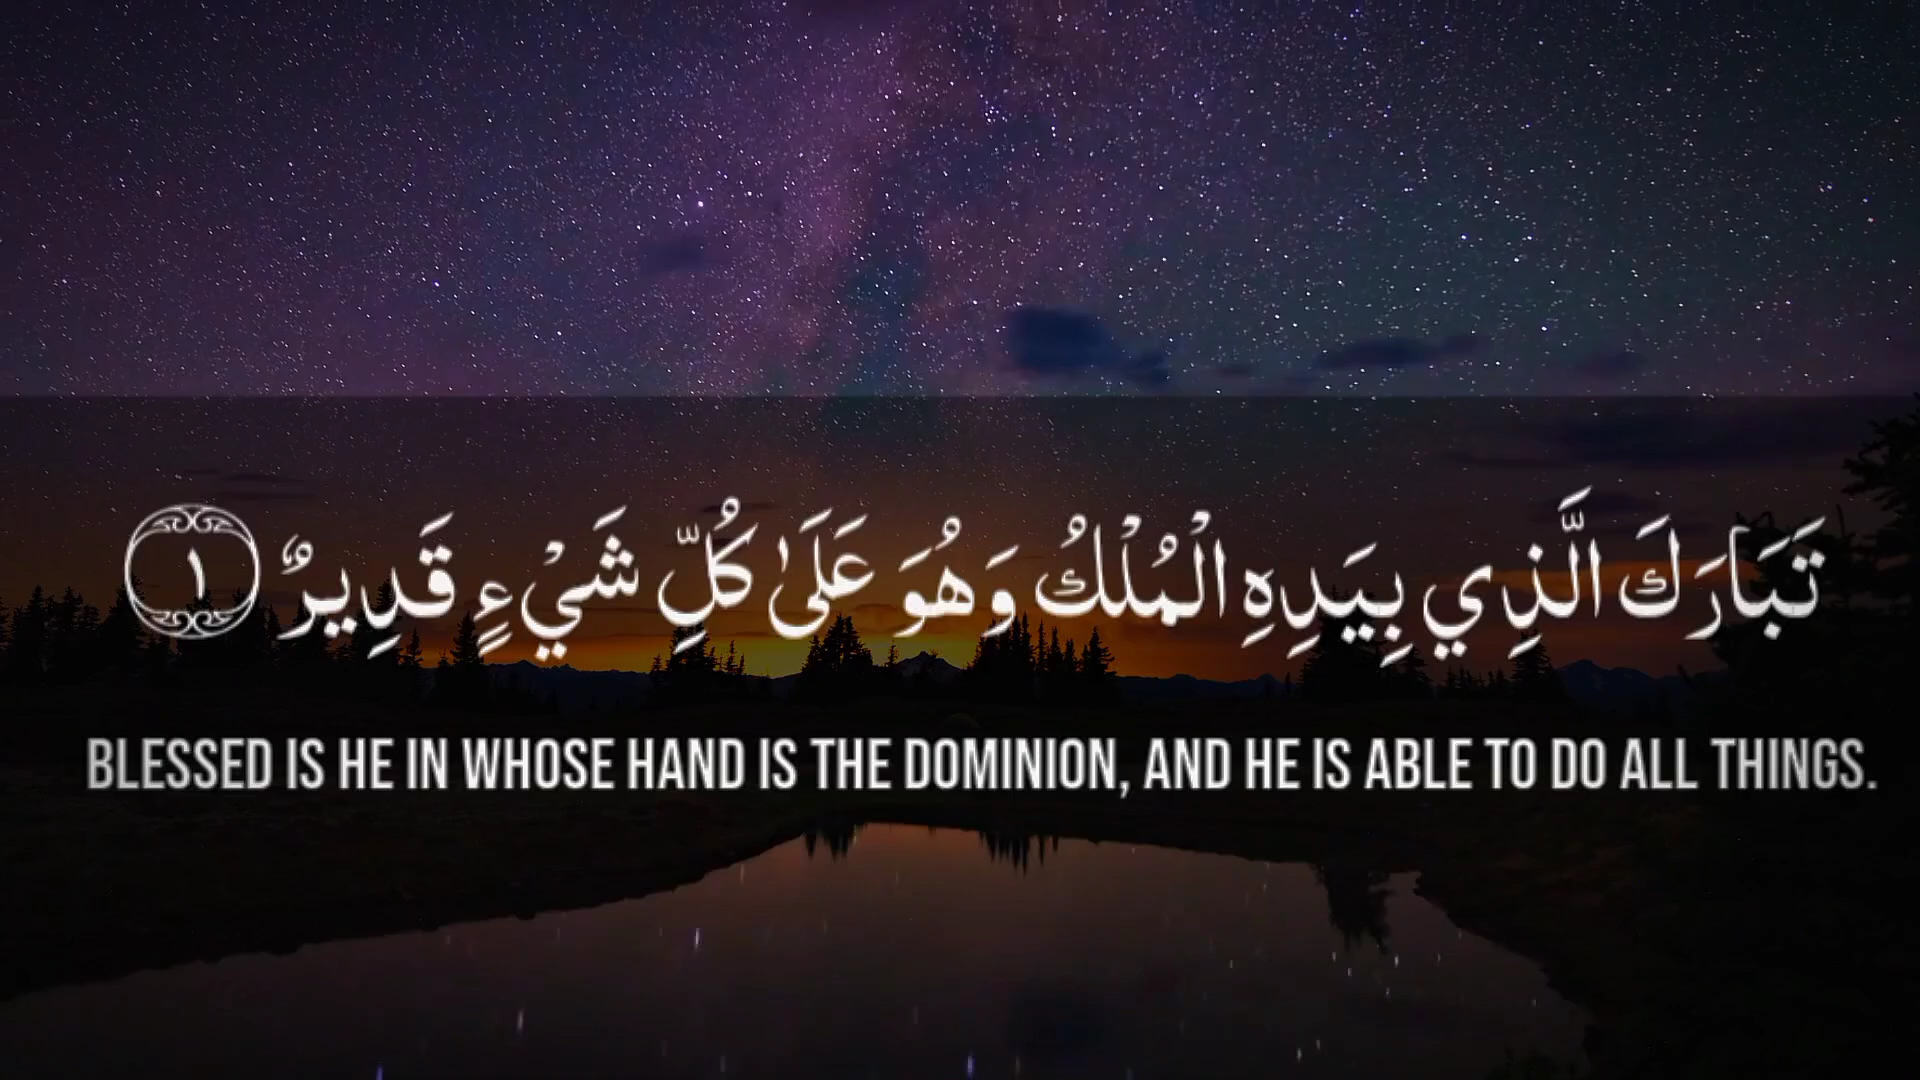 تَبَارَكَ الَّذِي بِيَدِهِ الْمُلْكُ وَهُوَ عَلَىٰ كُلِّ شَيْءٍ قَدِيرٌ ١
BLESSED IS HE IN WHOSE HAND IS THE DOMINION, AND HE IS ABLE TO DO ALL THINGS.